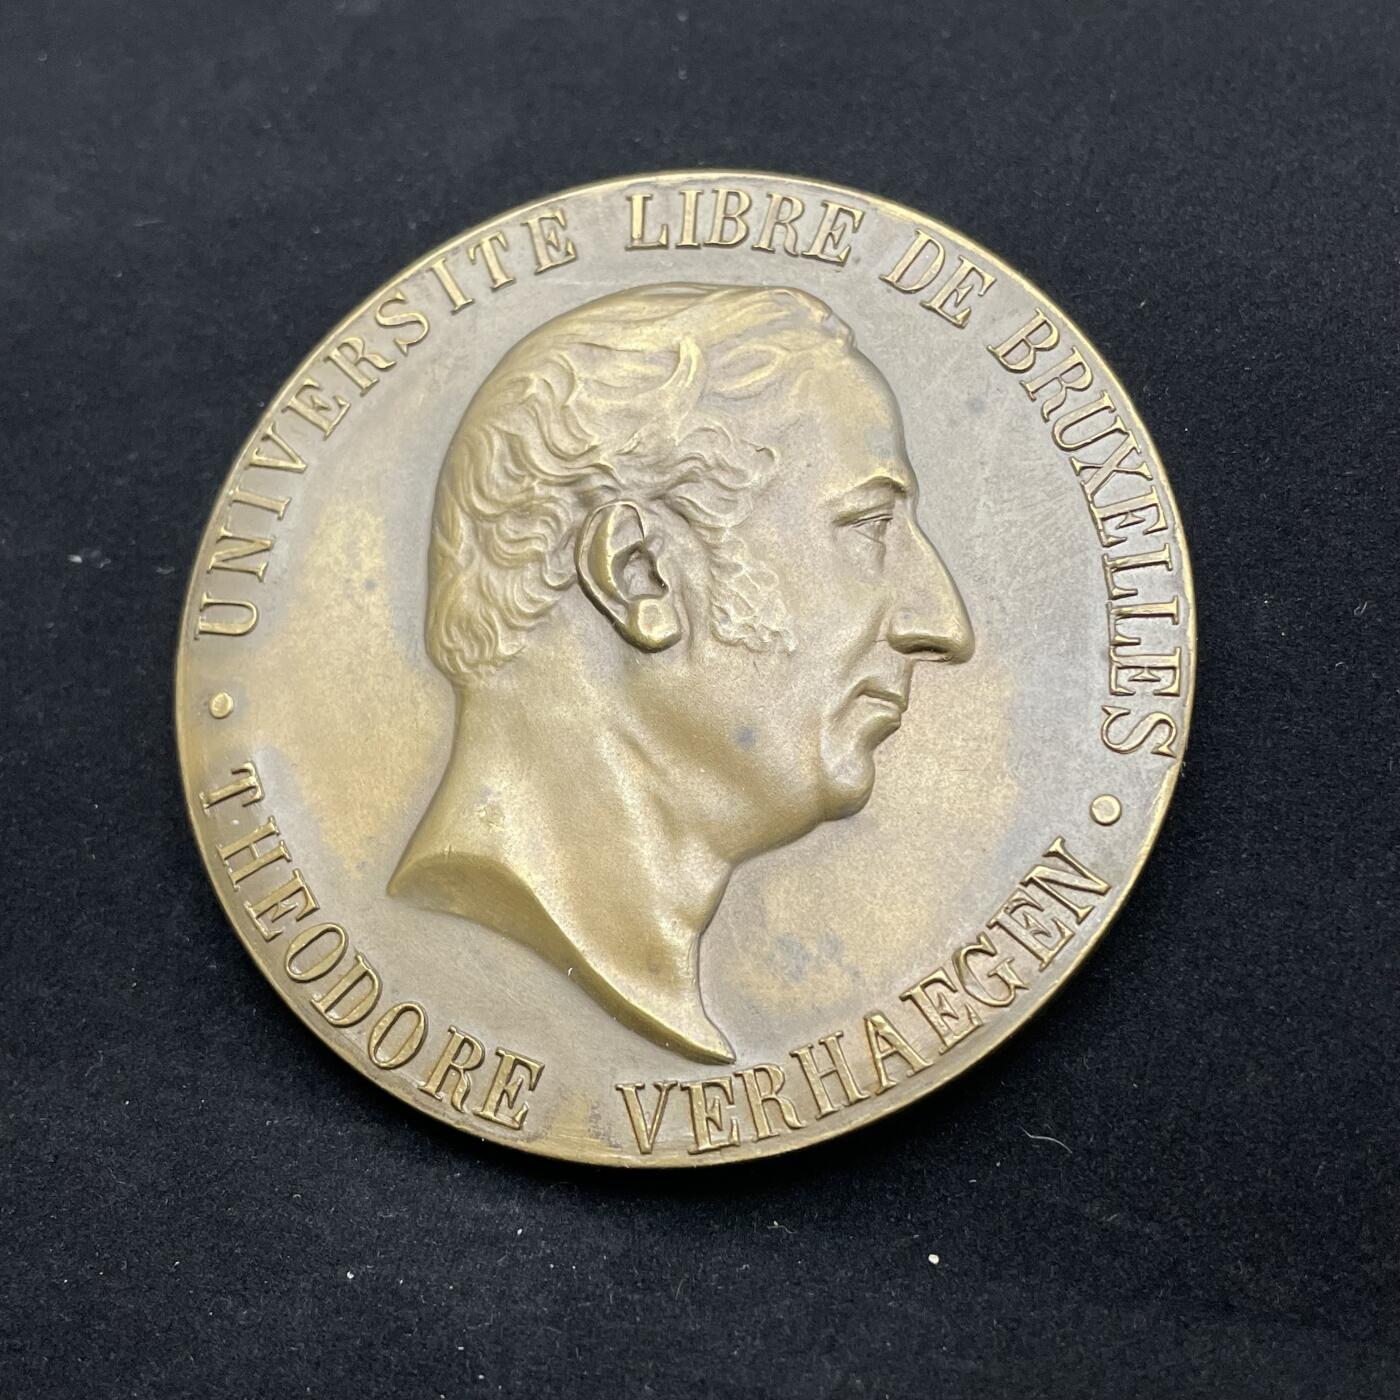 UNIVERSITE LIBRE DE BRUXELLES
THEODORE VERHAEGEN